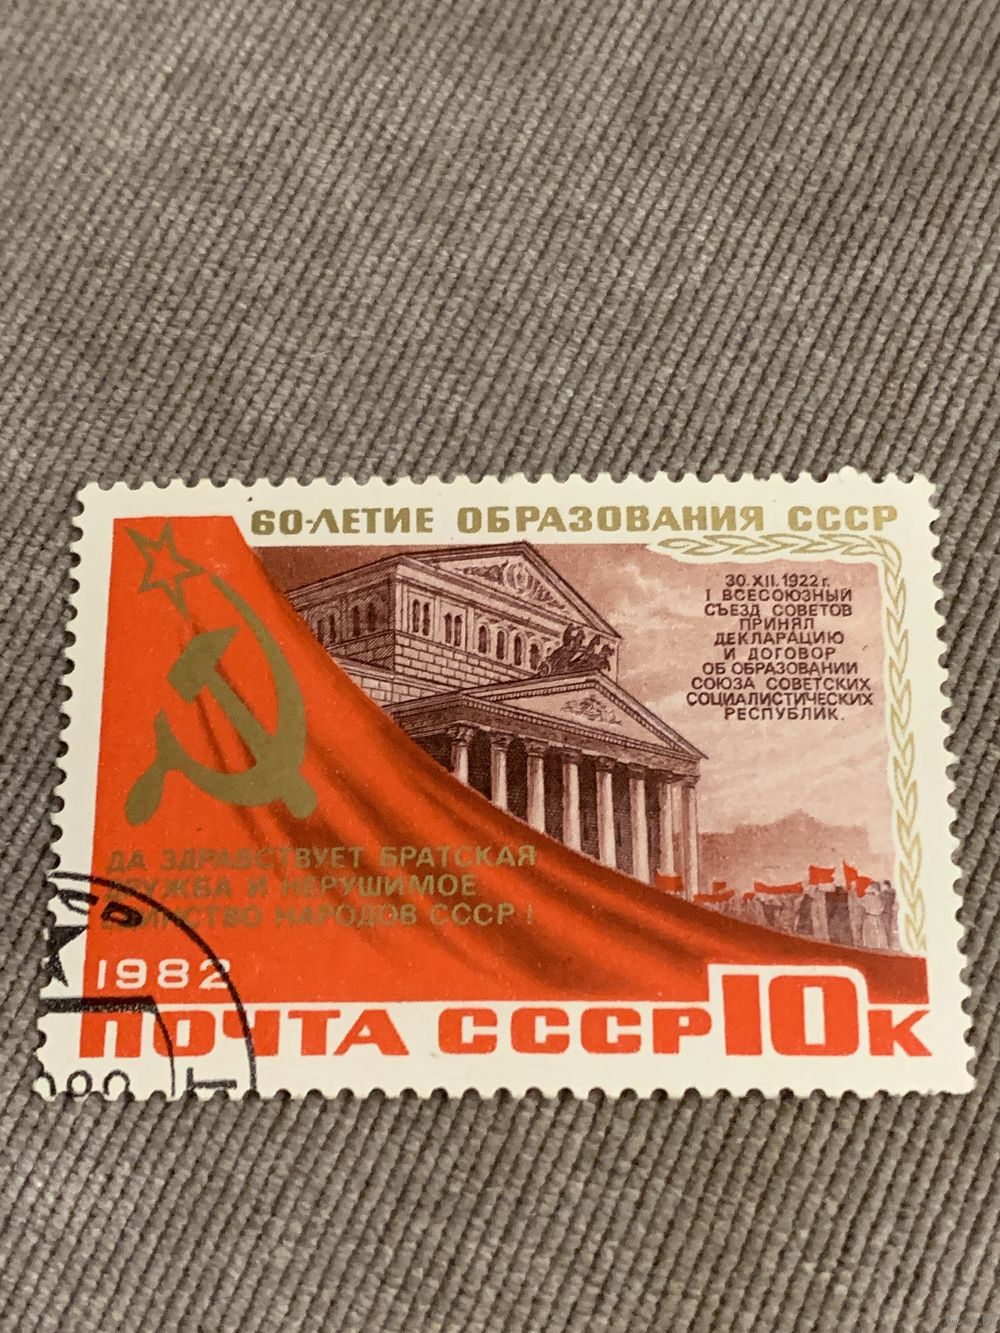 60-ЛЕТИЕ ОБРАЗОВАНИЯ СССР
30.XII.1922 г.
I ВСЕСОЮЗНЫЙ
СЪЕЗД СОВЕТОВ
ПРИНЯЛ
ДЕКЛАРАЦИЮ
И ДОГОВОР
ОБ ОБРАЗОВАНИИ
СОЮЗА СОВЕТСКИХ
СОЦИАЛИСТИЧЕСКИХ
РЕСПУБЛИК.
ДА ЗДРАВСТВУЕТ БРАТСКАЯ
ДРУЖБА И НЕРУШИМОЕ
ЕДИНСТВО НАРОДОВ СССР!
1982
ПОЧТА СССР 10К